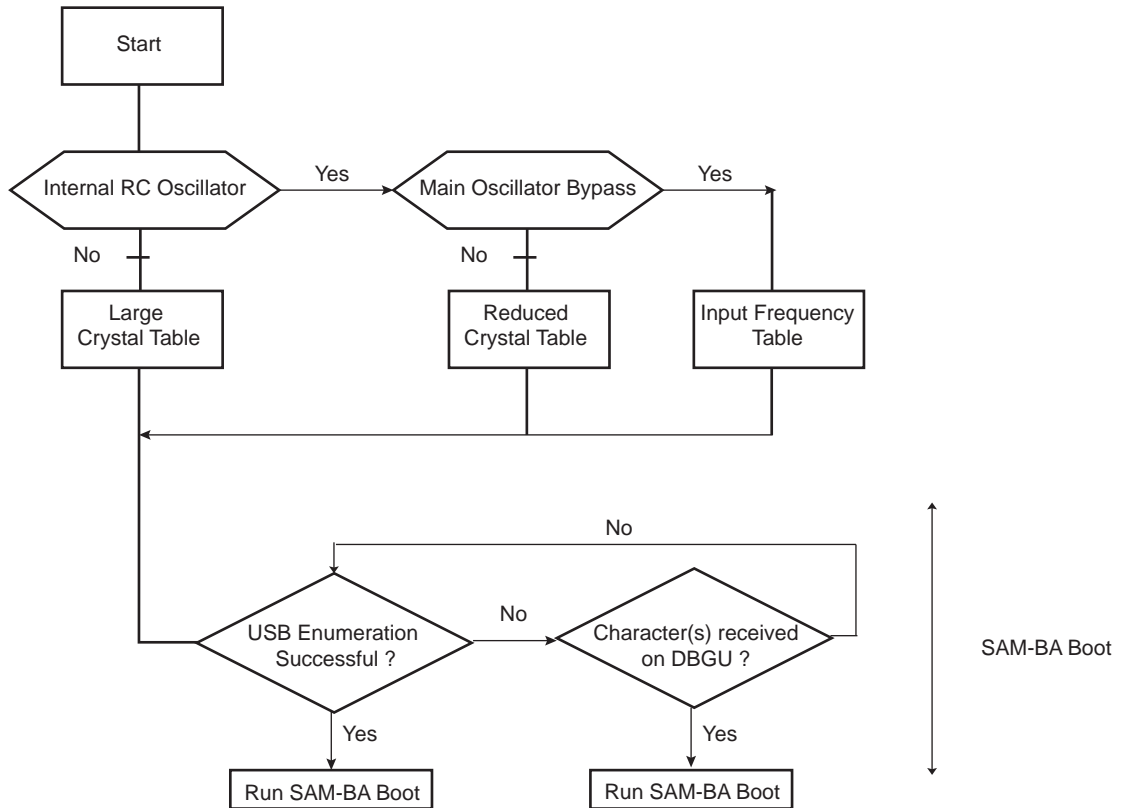 Start
Internal RC Oscillator
Yes
Main Oscillator Bypass
Yes
No
No
Large
Crystal Table
Reduced
Crystal Table
Input Frequency
Table
No
USB Enumeration
Successful ?
No
Character(s) received
on DBGU ?
SAM-BA Boot
Yes
Yes
Run SAM-BA Boot
Run SAM-BA Boot